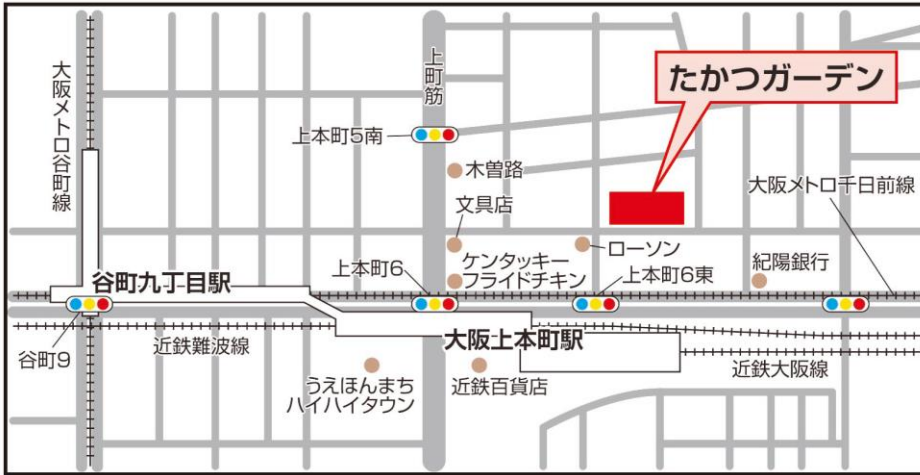 大阪メトロ谷町線
上町筋
たかつガーデン
上本町5南
木曽路
大阪メトロ千日前線
文具店
ローソン
ケンタッキー
フライドチキン
上本町6
上本町6東
紀陽銀行
谷町九丁目駅
谷町9
近鉄難波線
大阪上本町駅
近鉄大阪線
うえほんまち
ハイハイタウン
近鉄百貨店